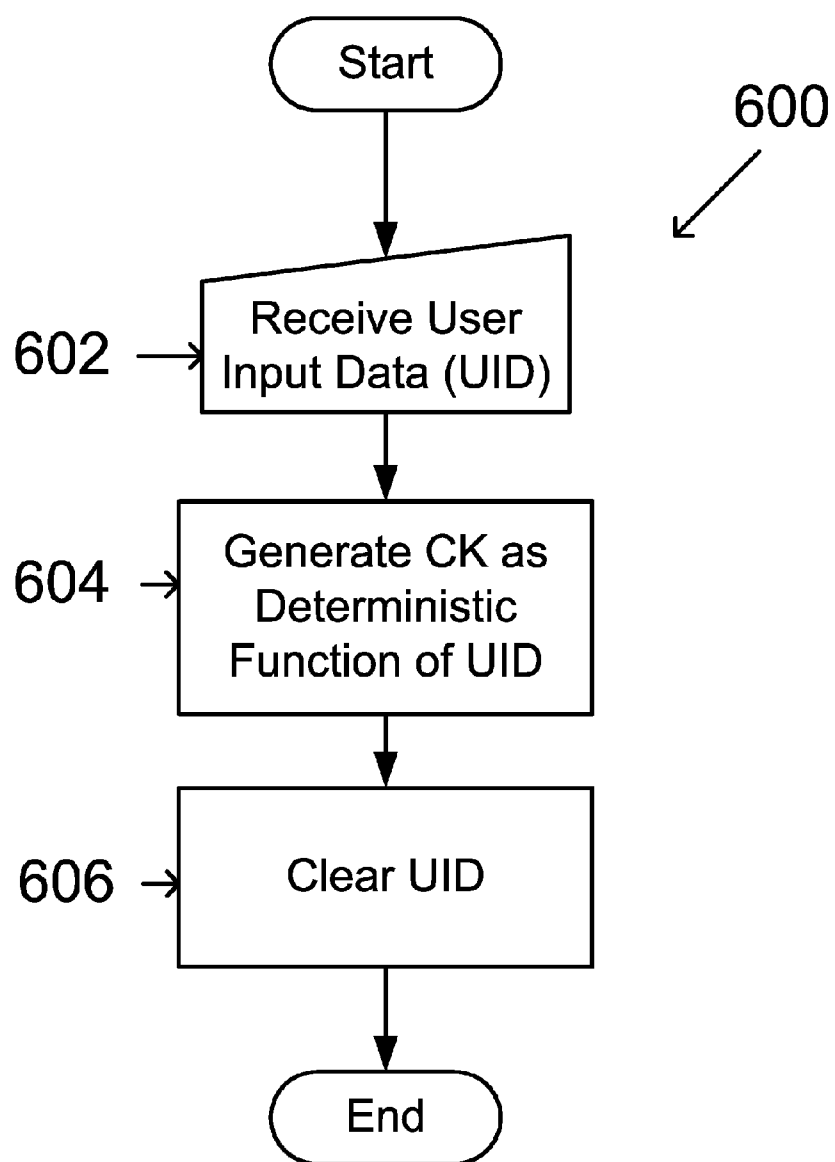 Start
600
602
Receive User
Input Data (UID)
604
Generate CK as
Deterministic
Function of UID
606
Clear UID
End